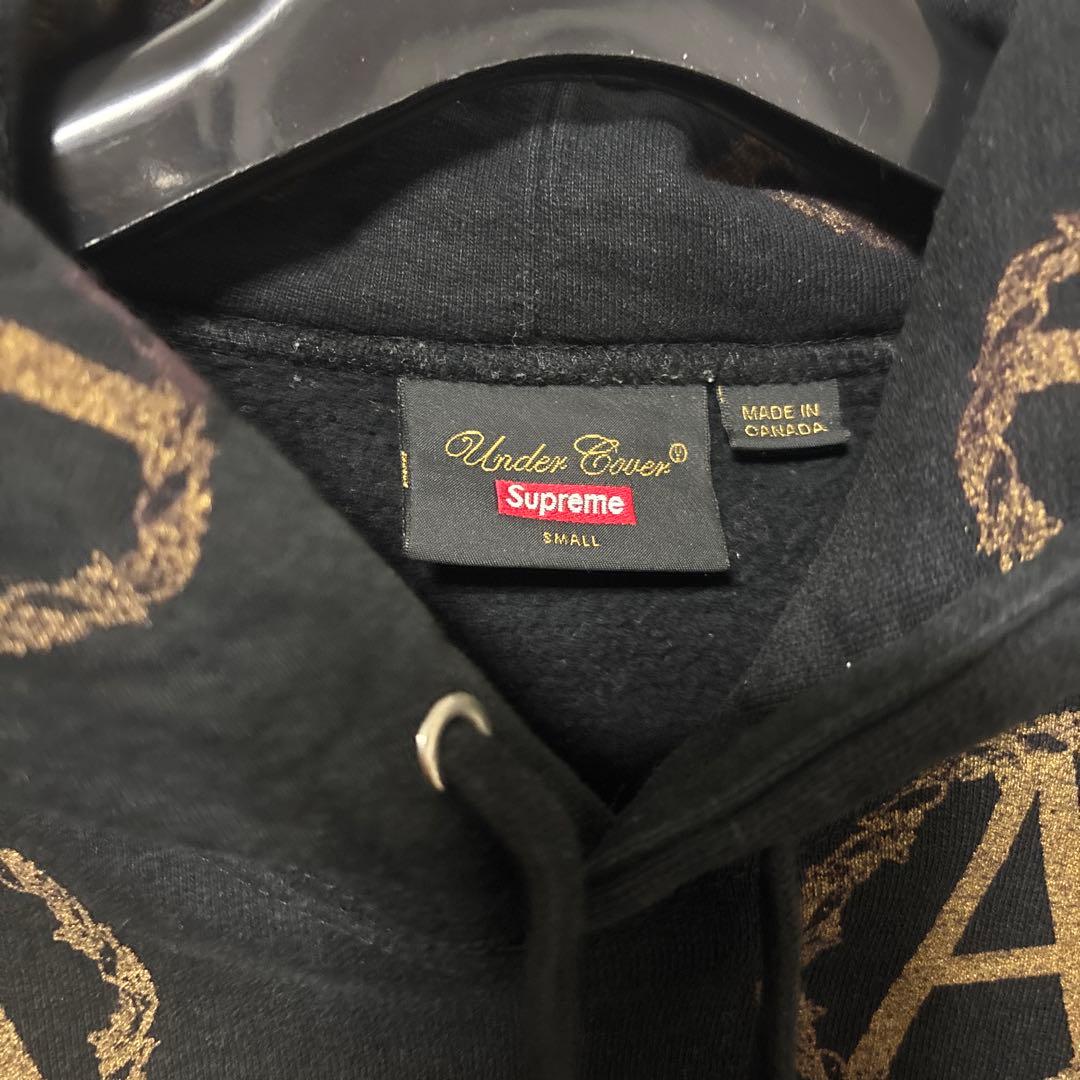 Under Cover
Supreme
SMALL
MADE IN
CANADA
A